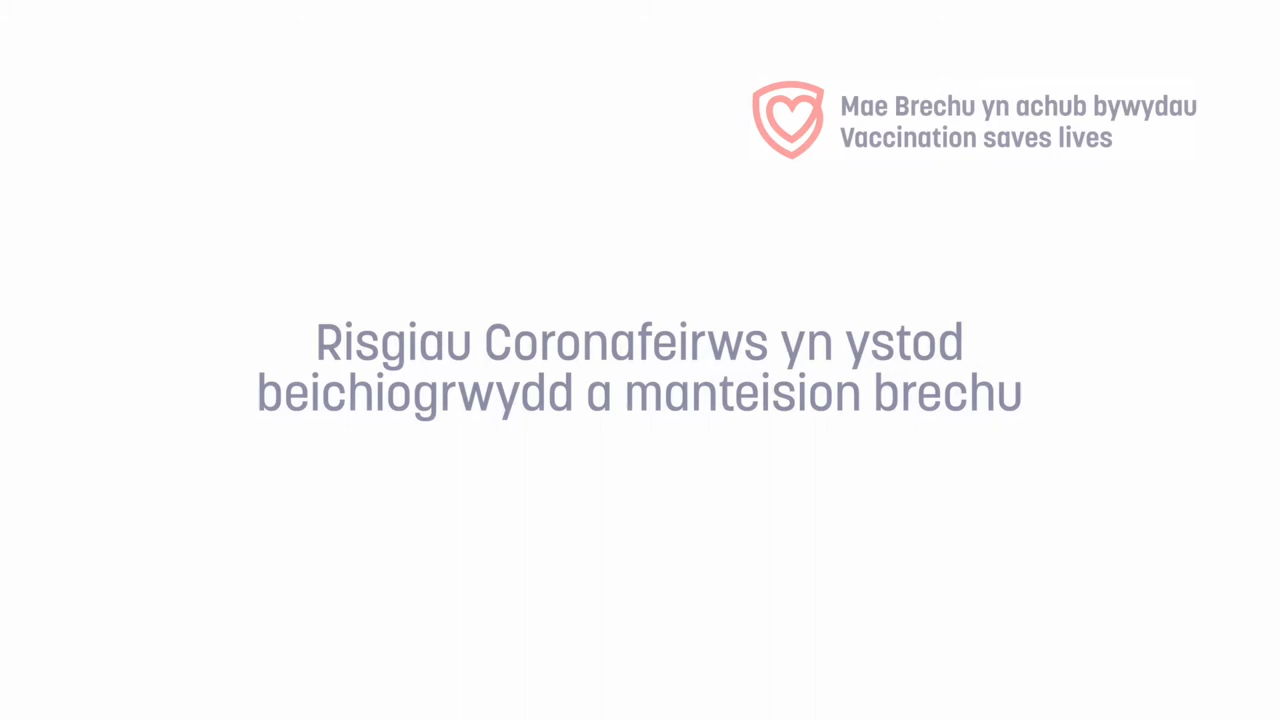 Mae Brechu yn achub bywydau
Vaccination saves lives
Risgiau Coronafeirws yn ystod
beichiogrwydd a manteision brechu